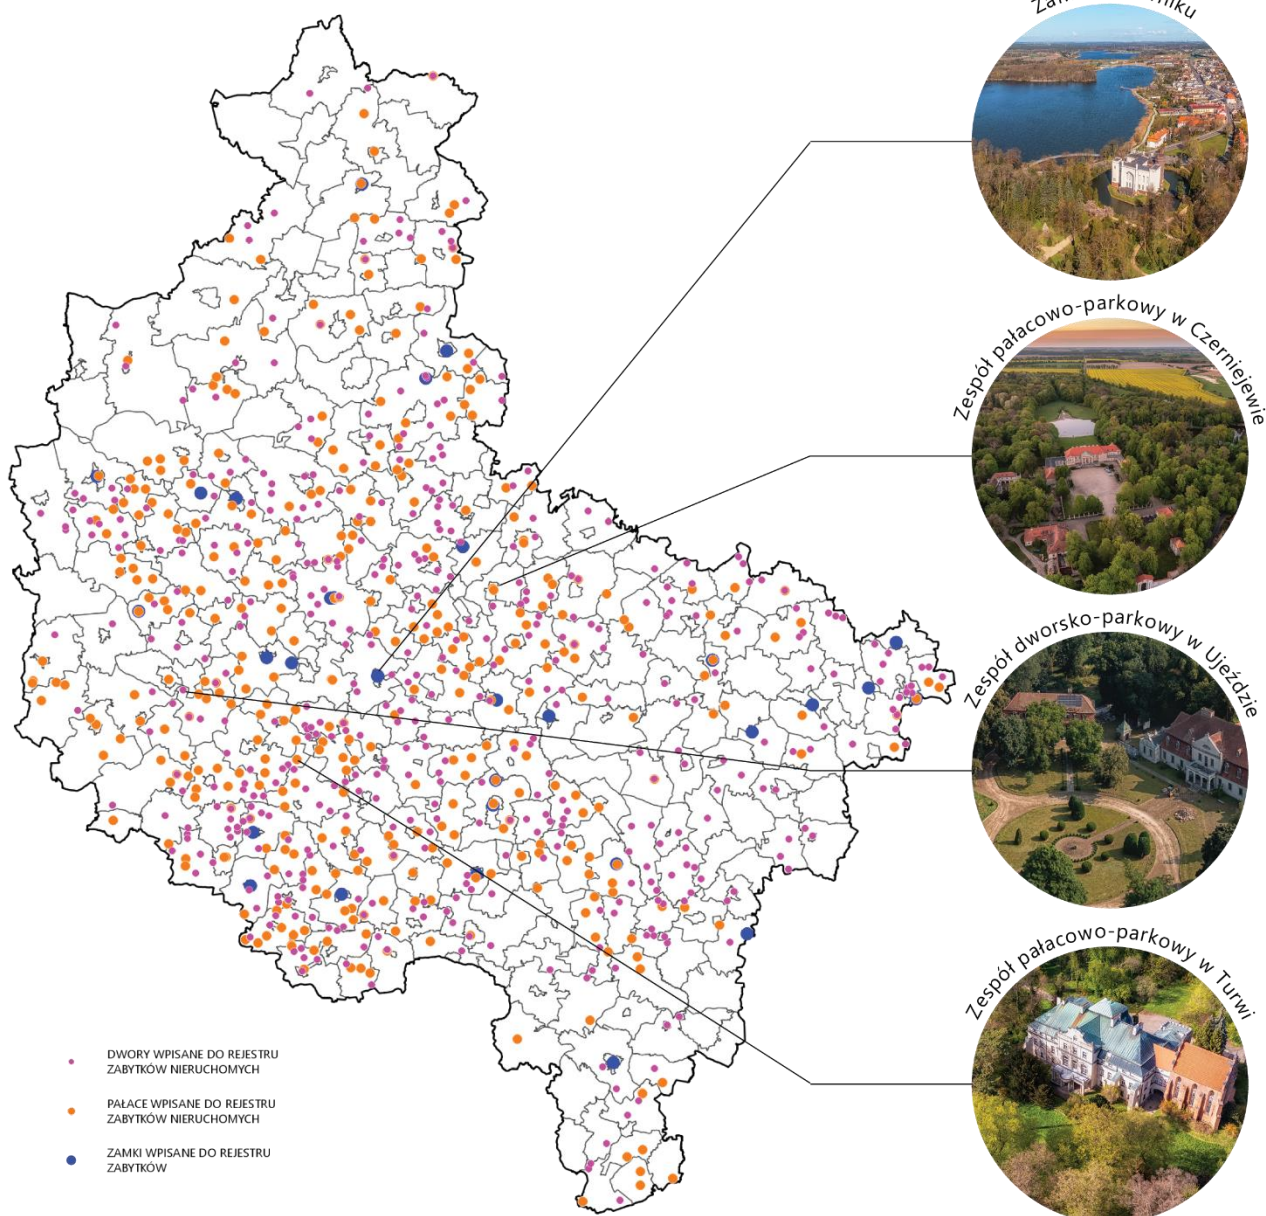 Zespół pałacowo-parkowy w Czerniejewie
Zespół dworsko-parkowy w Ujeździe
Zespół pałacowo-parkowy w Turwi
DWORY WPISANE DO REJESTRU
ZABYTKÓW NIERUCHOMYCH
PAŁACE WPISANE DO REJESTRU
ZABYTKÓW NIERUCHOMYCH
ZAMKI WPISANE DO REJESTRU
ZABYTKÓW